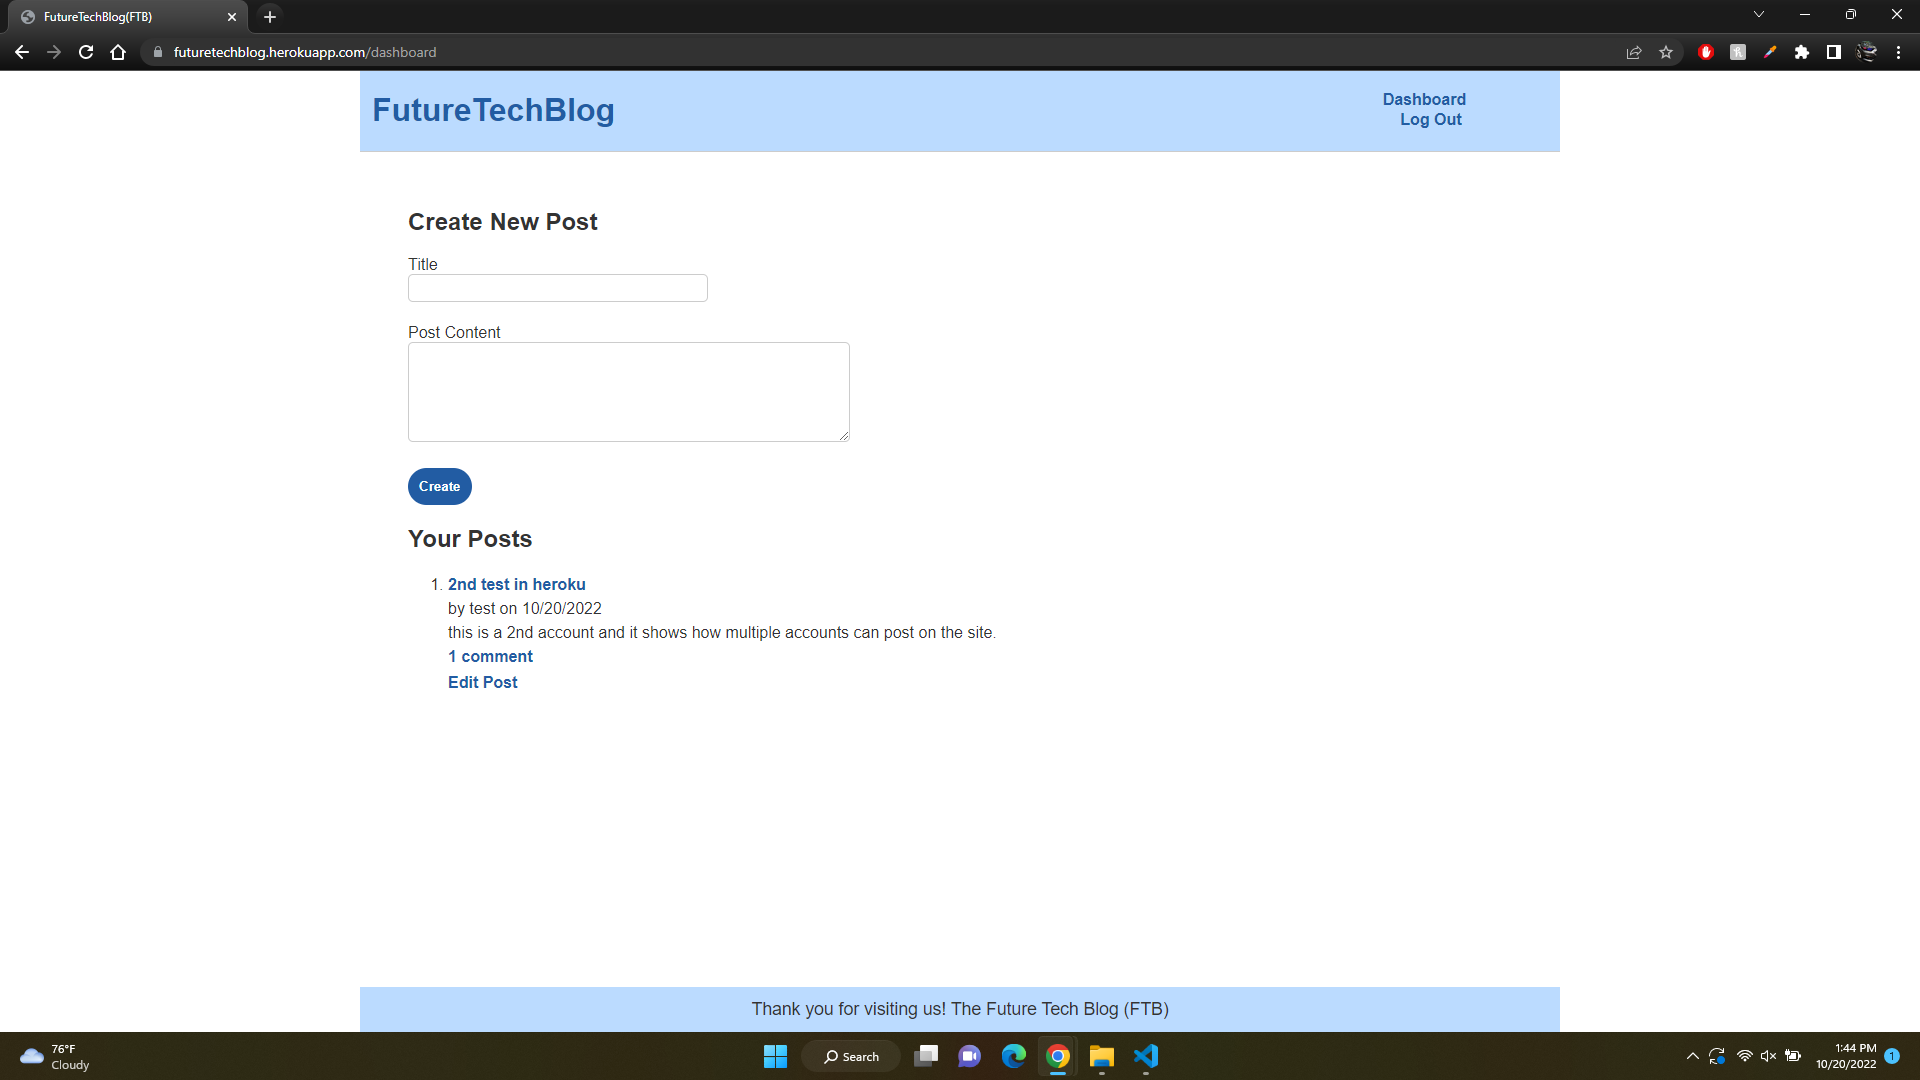 FutureTechBlog(FTB)
futuretechblog.herokuapp.com/dashboard
FutureTechBlog
Dashboard
Log Out
Create New Post
Title
Post Content
Create
Your Posts
1. 2nd test in heroku
by test on 10/20/2022
this is a 2nd account and it shows how multiple accounts can post on the site.
1 comment
Edit Post
Thank you for visiting us! The Future Tech Blog (FTB)
76°F
Cloudy
Search
1:44 PM
10/20/2022
1